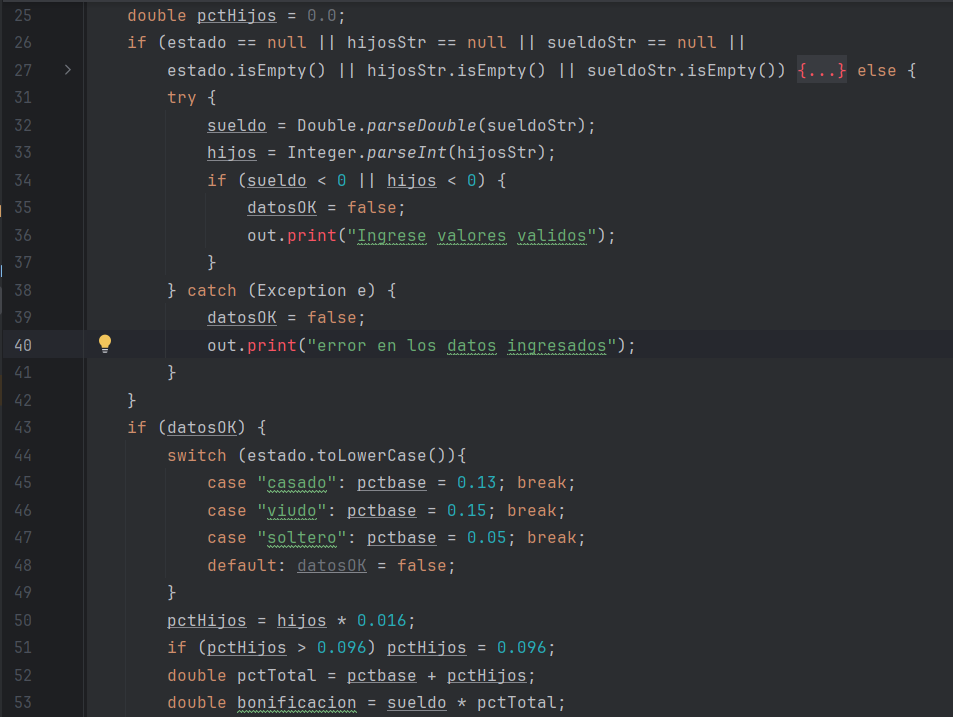 25 double pctHijos = 0.0;
26 if (estado == null || hijosStr == null || sueldoStr == null ||
27 estado.isEmpty() || hijosStr.isEmpty() || sueldoStr.isEmpty()) {...} else {
31 try {
32 sueldo = Double.parseDouble(sueldoStr);
33 hijos = Integer.parseInt(hijosStr);
34 if (sueldo < 0 || hijos < 0) {
35 datosOK = false;
36 out.print("Ingrese valores validos");
37 }
38 } catch (Exception e) {
39 datosOK = false;
40 out.print("error en los datos ingresados");
41 }
42 }
43 if (datosOK) {
44 switch (estado.toLowerCase()){
45 case "casado": pctbase = 0.13; break;
46 case "viudo": pctbase = 0.15; break;
47 case "soltero": pctbase = 0.05; break;
48 default: datosOK = false;
49 }
50 pctHijos = hijos * 0.016;
51 if (pctHijos > 0.096) pctHijos = 0.096;
52 double pctTotal = pctbase + pctHijos;
53 double bonificacion = sueldo * pctTotal;